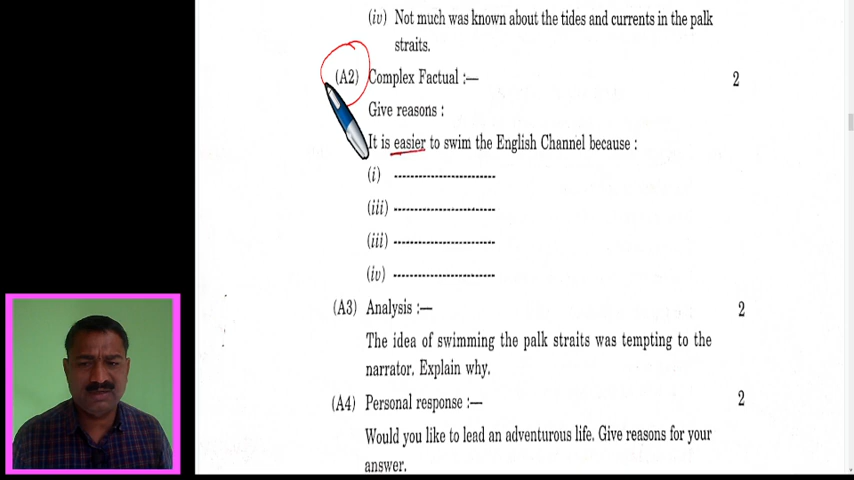 (iv) Not much was known about the tides and currents in the palk
straits.
(A2) Complex Factual :— 2
Give reasons :
It is easier to swim the English Channel because :
(i) ------------------------
(iii) ------------------------
(iii) ------------------------
(iv) ------------------------
(A3) Analysis :— 2
The idea of swimming the palk straits was tempting to the
narrator. Explain why.
(A4) Personal response :— 2
Would you like to lead an adventurous life. Give reasons for your
answer.